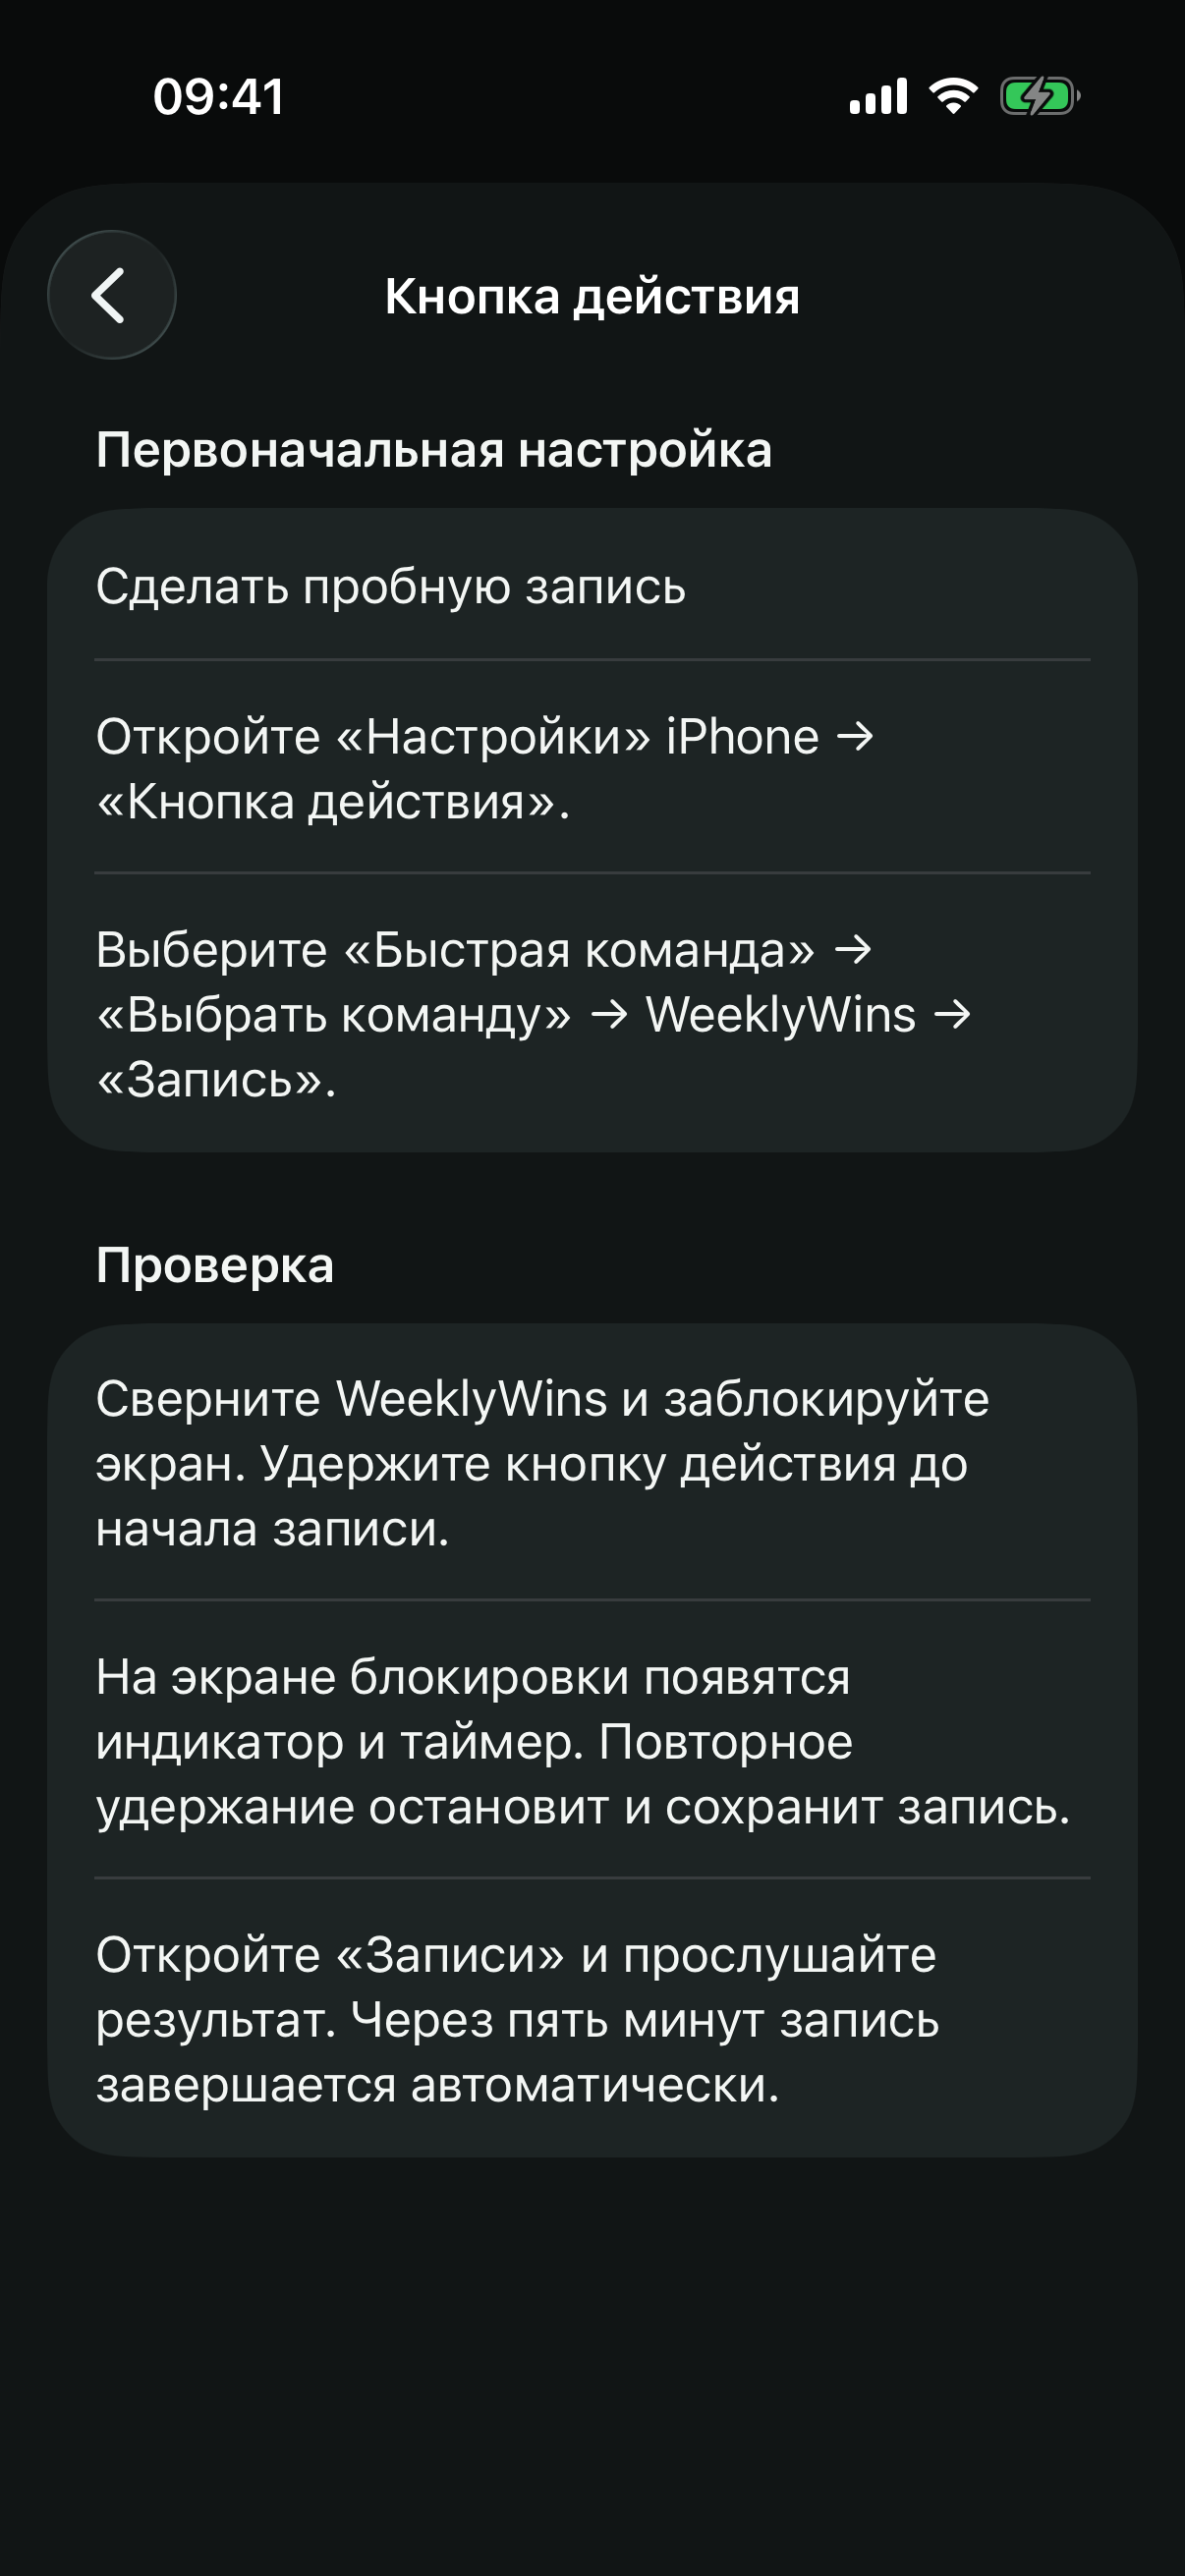 09:41
Кнопка действия
Первоначальная настройка
Сделать пробную запись
Откройте «Настройки» iPhone →
«Кнопка действия».
Выберите «Быстрая команда» →
«Выбрать команду» → WeeklyWins →
«Запись».
Проверка
Сверните WeeklyWins и заблокируйте
экран. Удержите кнопку действия до
начала записи.
На экране блокировки появятся
индикатор и таймер. Повторное
удержание остановит и сохранит запись.
Откройте «Записи» и прослушайте
результат. Через пять минут запись
завершается автоматически.